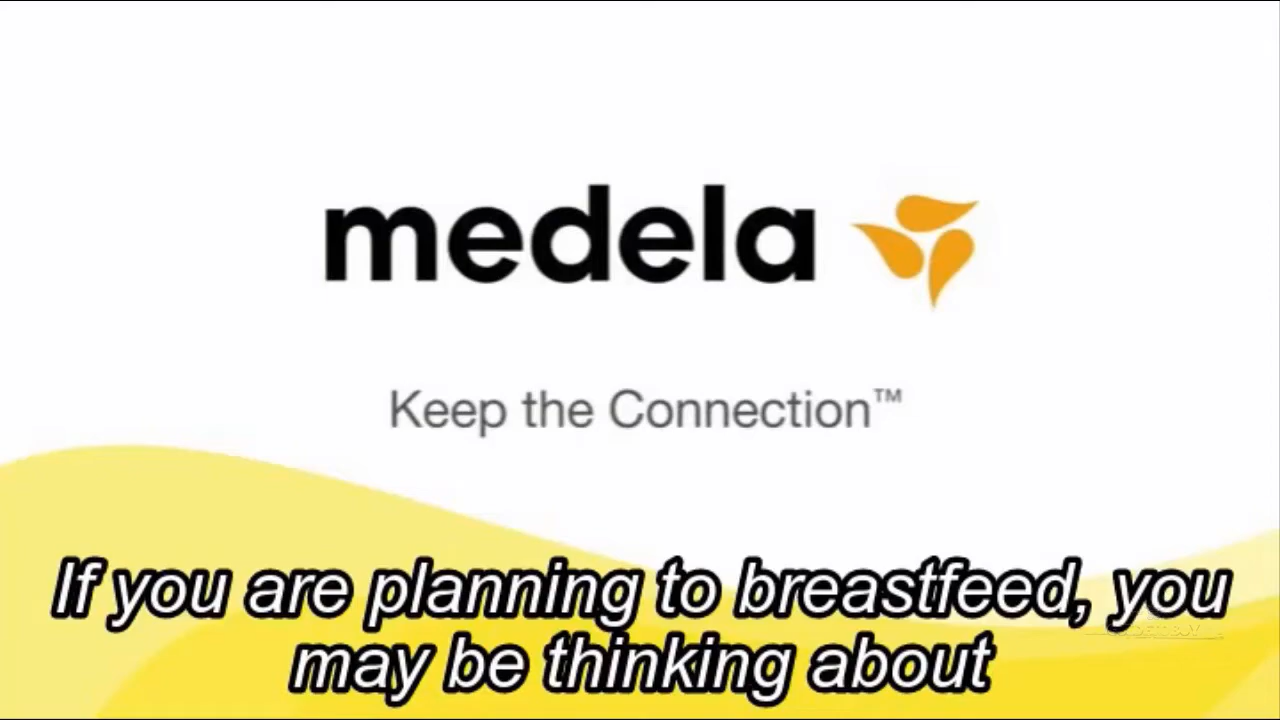 medela
Keep the Connection™
If you are planning to breastfeed, you
may be thinking about